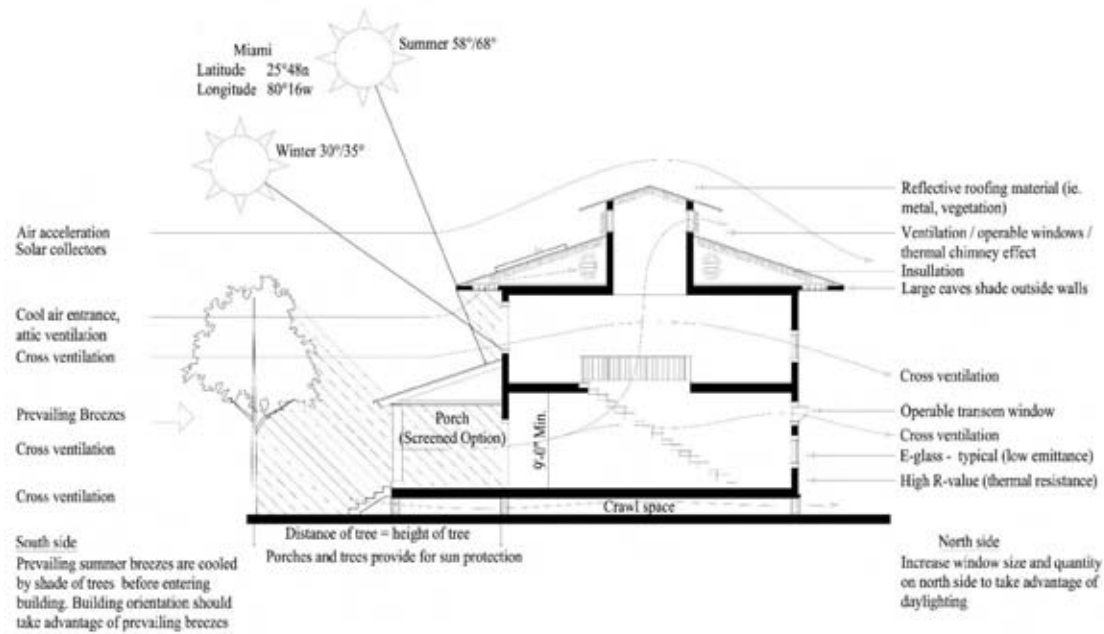 Miami
Latitude 25°48n
Longitude 80°16w
Summer 58°/68°
Winter 30°/35°
Air acceleration
Solar collectors
Cool air entrance,
attic ventilation
Cross ventilation
Prevailing Breezes
Cross ventilation
Cross ventilation
South side
Prevailing summer breezes are cooled
by shade of trees before entering
building. Building orientation should
take advantage of prevailing breezes
Porch
(Screened Option)
9'-0" Min.
Crawl space
Distance of tree = height of tree
Porches and trees provide for sun protection
Reflective roofing material (ie.
metal, vegetation)
Ventilation / operable windows /
thermal chimney effect
Insullation
Large eaves shade outside walls
Cross ventilation
Operable transom window
Cross ventilation
E-glass - typical (low emittance)
High R-value (thermal resistance)
North side
Increase window size and quantity
on north side to take advantage of
daylighting